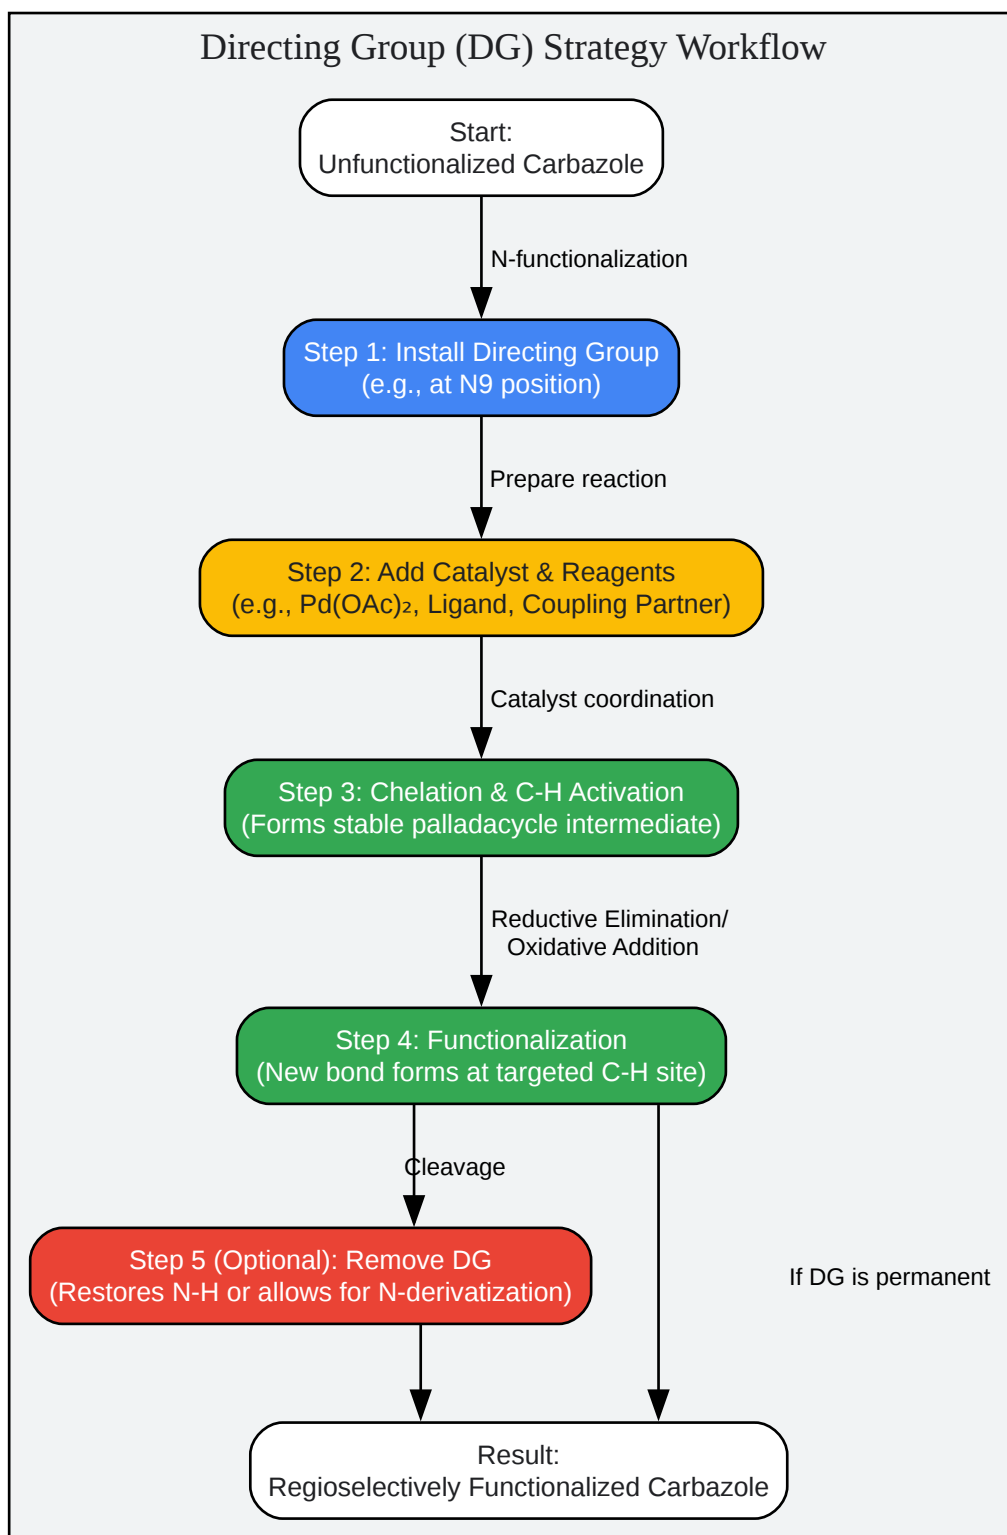 Directing Group (DG) Strategy Workflow
Start:
Unfunctionalized Carbazole
N-functionalization
Step 1: Install Directing Group
(e.g., at N9 position)
Prepare reaction
Step 2: Add Catalyst & Reagents
(e.g., Pd(OAc)₂, Ligand, Coupling Partner)
Catalyst coordination
Step 3: Chelation & C-H Activation
(Forms stable palladacycle intermediate)
Reductive Elimination/
Oxidative Addition
Step 4: Functionalization
(New bond forms at targeted C-H site)
Cleavage
Step 5 (Optional): Remove DG
(Restores N-H or allows for N-derivatization)
If DG is permanent
Result:
Regioselectively Functionalized Carbazole